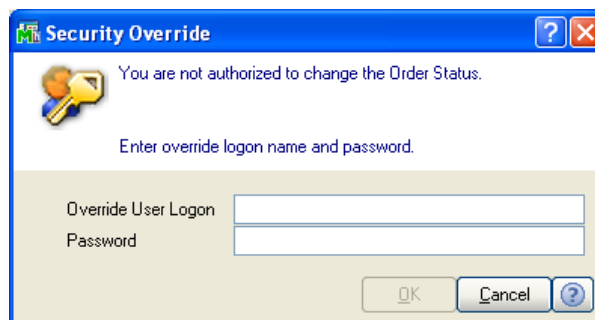 Security Override
You are not authorized to change the Order Status.
Enter override logon name and password.
Override User Logon
Password
OK Cancel ?